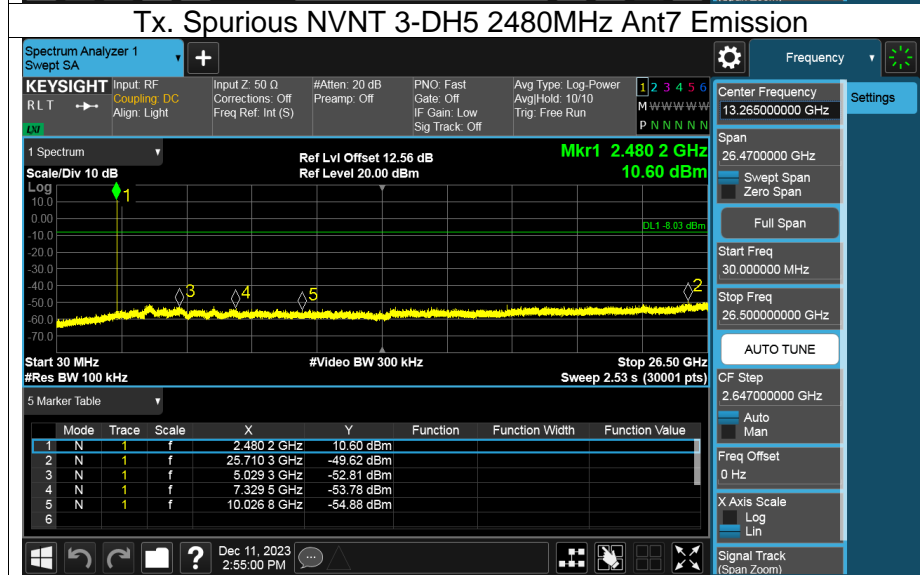 Tx. Spurious NVNT 3-DH5 2480MHz Ant7 Emission
Spectrum Analyzer 1
Swept SA
+
Frequency
KEYSIGHT
RLT
LXI
Input: RF
Coupling: DC
Align: Light
Input Z: 50 Ω
Corrections: Off
Freq Ref: Int (S)
#Atten: 20 dB
Preamp: Off
PNO: Fast
Gate: Off
IF Gain: Low
Sig Track: Off
Avg Type: Log-Power
Avg|Hold: 10/10
Trig: Free Run
1 2 3 4 5 6
M W W W W W
P N N N N N
1 Spectrum
Scale/Div 10 dB
Ref Lvl Offset 12.56 dB
Ref Level 20.00 dBm
Mkr1 2.480 2 GHz
10.60 dBm
Log
10.0
0.00
-10.0
-20.0
-30.0
-40.0
-50.0
-60.0
-70.0
1
DL1 -8.03 dBm
3
4
5
2
Start 30 MHz
#Res BW 100 kHz
#Video BW 300 kHz
Stop 26.50 GHz
Sweep 2.53 s (30001 pts)
5 Marker Table
Mode Trace Scale X Y Function Function Width Function Value
1 N 1 f 2.480 2 GHz 10.60 dBm
2 N 1 f 25.710 3 GHz -49.62 dBm
3 N 1 f 5.029 3 GHz -52.81 dBm
4 N 1 f 7.329 5 GHz -53.78 dBm
5 N 1 f 10.026 8 GHz -54.88 dBm
6
?
Dec 11, 2023
2:55:00 PM
Center Frequency
13.265000000 GHz
Settings
Span
26.4700000 GHz
Swept Span
Zero Span
Full Span
Start Freq
30.000000 MHz
Stop Freq
26.500000000 GHz
AUTO TUNE
CF Step
2.647000000 GHz
Auto
Man
Freq Offset
0 Hz
X Axis Scale
Log
Lin
Signal Track
(Span Zoom)